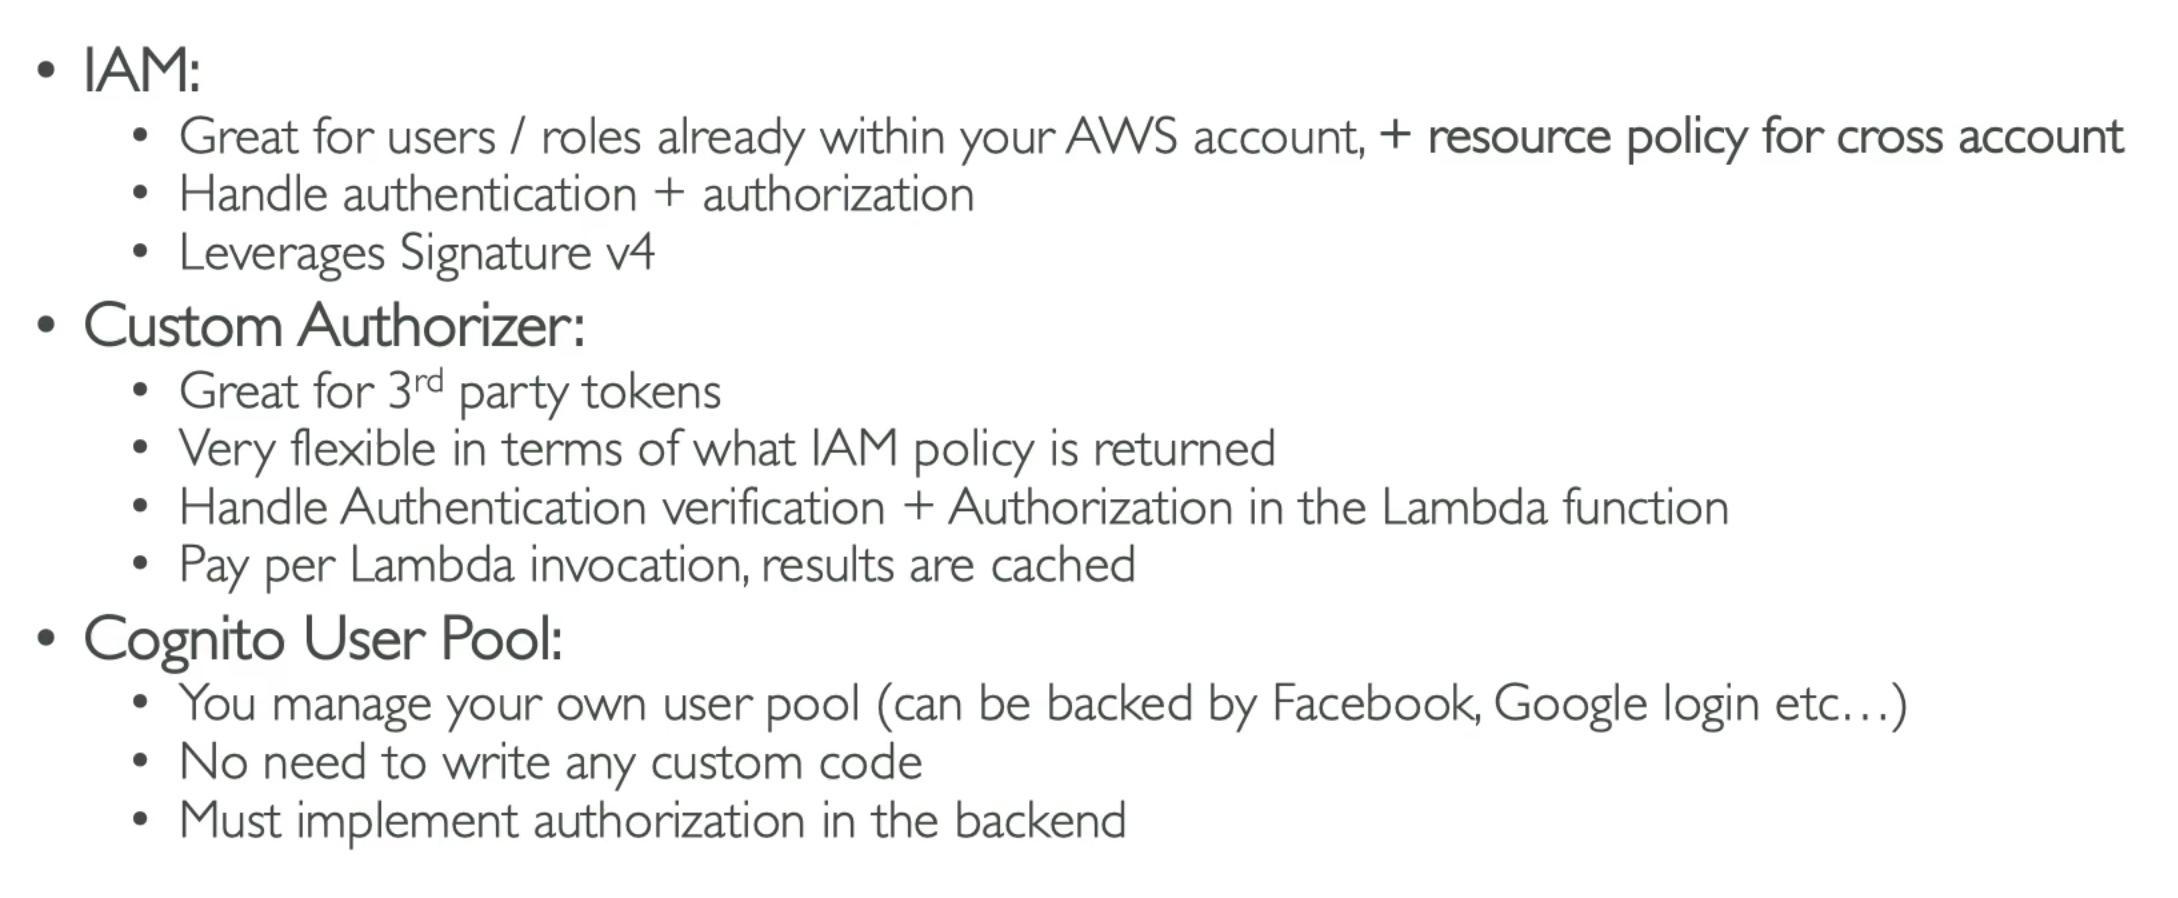 • IAM:
• Great for users / roles already within your AWS account, + resource policy for cross account
• Handle authentication + authorization
• Leverages Signature v4
• Custom Authorizer:
• Great for 3rd party tokens
• Very flexible in terms of what IAM policy is returned
• Handle Authentication verification + Authorization in the Lambda function
• Pay per Lambda invocation, results are cached
• Cognito User Pool:
• You manage your own user pool (can be backed by Facebook, Google login etc…)
• No need to write any custom code
• Must implement authorization in the backend